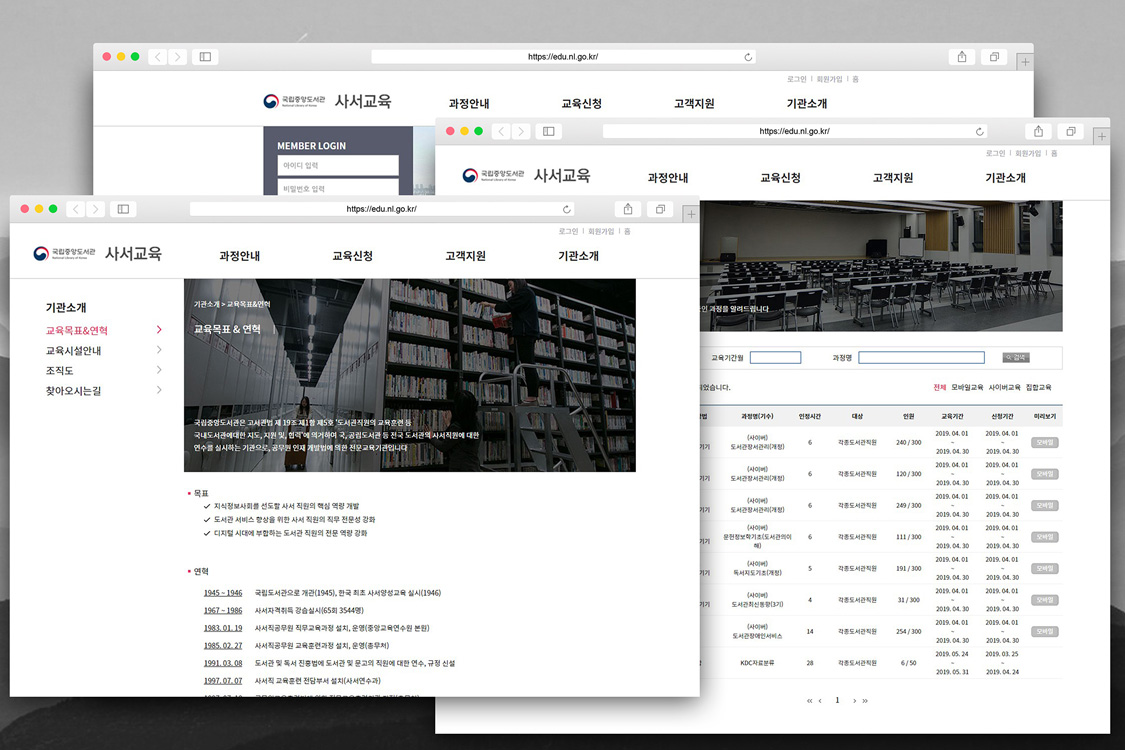 https://edu.nl.go.kr/
로그인 | 회원가입 | 홈
국립중앙도서관 사서교육
National Library of Korea
과정안내 교육신청 고객지원 기관소개
MEMBER LOGIN
아이디 입력
비밀번호 입력
https://edu.nl.go.kr/
로그인 | 회원가입 | 홈
국립중앙도서관 사서교육
National Library of Korea
과정안내 교육신청 고객지원 기관소개
과정을 알려드립니다
교육기간월 과정명 검색
었습니다.
전체 모바일교육 사이버교육 집합교육
법 과정명(기수) 인정시간 대상 인원 교육기간 신청기간 미리보기
기기 (사이버) 도서관장서관리(개정) 6 각종도서관직원 240 / 300 2019. 04. 01 ~ 2019. 04. 30 2019. 04. 01 ~ 2019. 04. 30 모바일
기기 (사이버) 도서관장서관리(개정) 6 각종도서관직원 120 / 300 2019. 04. 01 ~ 2019. 04. 30 2019. 04. 01 ~ 2019. 04. 30 모바일
기기 (사이버) 도서관장서관리(개정) 6 각종도서관직원 249 / 300 2019. 04. 01 ~ 2019. 04. 30 2019. 04. 01 ~ 2019. 04. 30 모바일
기기 (사이버) 문헌정보학기초(도서관의이해) 6 각종도서관직원 111 / 300 2019. 04. 01 ~ 2019. 04. 30 2019. 04. 01 ~ 2019. 04. 30 모바일
기기 (사이버) 독서지도기초(개정) 5 각종도서관직원 191 / 300 2019. 04. 01 ~ 2019. 04. 30 2019. 04. 01 ~ 2019. 04. 30 모바일
기기 (사이버) 도서관최신동향(3기) 4 각종도서관직원 31 / 300 2019. 04. 01 ~ 2019. 04. 30 2019. 04. 01 ~ 2019. 04. 30 모바일
(사이버) 도서관장애인서비스 14 각종도서관직원 254 / 300 2019. 04. 01 ~ 2019. 04. 30 2019. 04. 01 ~ 2019. 04. 30 모바일
KDC자료분류 28 각종도서관직원 6 / 50 2019. 05. 24 ~ 2019. 05. 31 2019. 03. 25 ~ 2019. 04. 24
« ‹ 1 › »
https://edu.nl.go.kr/
로그인 | 회원가입 | 홈
국립중앙도서관 사서교육
National Library of Korea
과정안내 교육신청 고객지원 기관소개
기관소개
교육목표&연혁
교육시설안내
조직도
찾아오시는길
기관소개 > 교육목표&연혁
교육목표 & 연혁
국립중앙도서관은 도서관법 제 19조 제1항 제5호 '도서관직원의 교육훈련 등
국내도서관에대한 지도, 지원 및, 협력'에 의거하여 국, 공립도서관 등 전국 도서관의 사서직원에 대한
연수를 실시하는 기관으로, 공무원 인재 개발법에 의한 전문교육기관입니다
목표
지식정보사회를 선도할 사서 직원의 핵심 역량 개발
도서관 서비스 향상을 위한 사서 직원의 직무 전문성 강화
디지털 시대에 부합하는 도서관 직원의 전문 역량 강화
연혁
1945 ~ 1946 국립도서관으로 개관(1945), 한국 최초 사서양성교육 실시(1946)
1967 ~ 1986 사서자격취득 강습실시(65회 3544명)
1983. 01. 19 사서직공무원 직무교육과정 설치, 운영(중앙교육연수원 분원)
1985. 02. 27 사서직공무원 교육훈련과정 설치, 운영(총무처)
1991. 03. 08 도서관 및 독서 진흥법에 도서관 및 문고의 직원에 대한 연수, 규정 신설
1997. 07. 07 사서직 교육훈련 전담부서 설치(사서연수과)